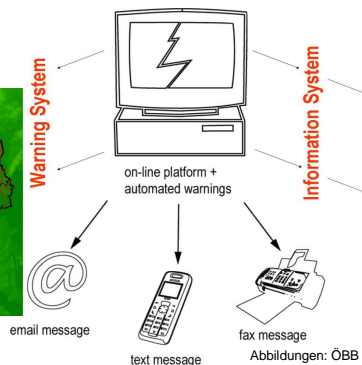 Warning System
Information System
on-line platform +
automated warnings
@
email message
text message
fax message
Abbildungen: ÖBB